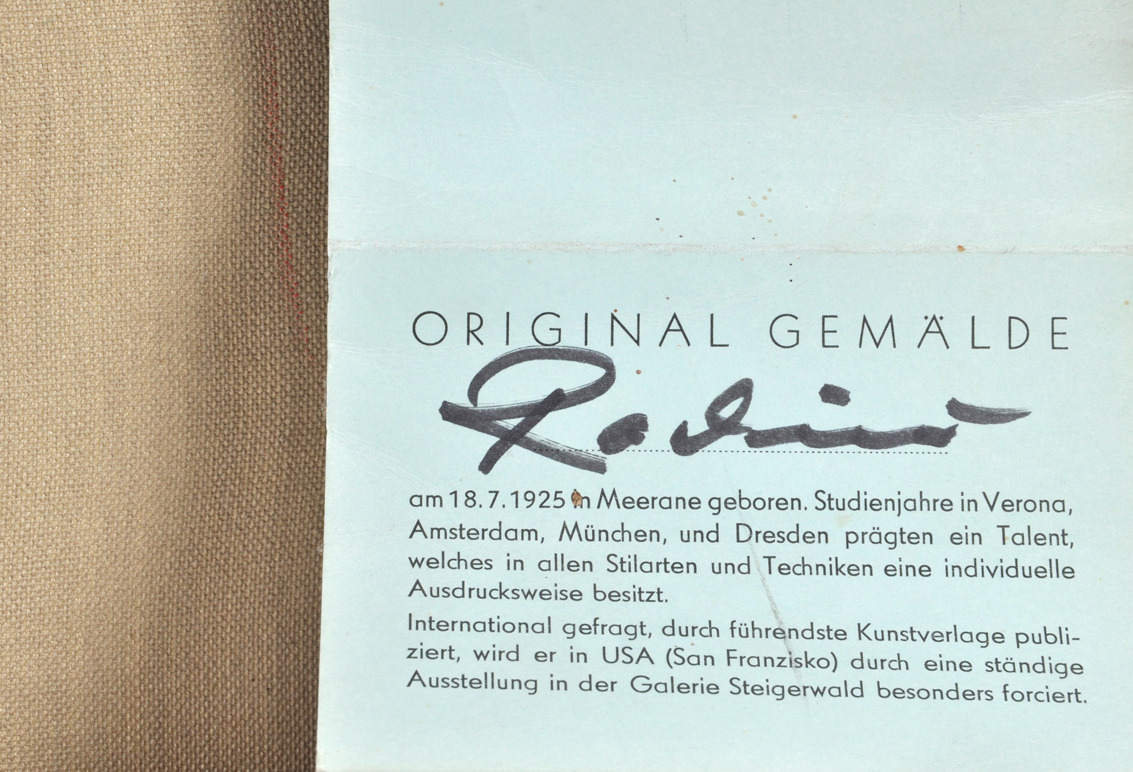 ORIGINAL GEMÄLDE
am 18.7.1925 in Meerane geboren. Studienjahre in Verona,
Amsterdam, München, und Dresden prägten ein Talent,
welches in allen Stilarten und Techniken eine individuelle
Ausdrucksweise besitzt.
International gefragt, durch führendste Kunstverlage publi-
ziert, wird er in USA (San Franzisko) durch eine ständige
Ausstellung in der Galerie Steigerwald besonders forciert.